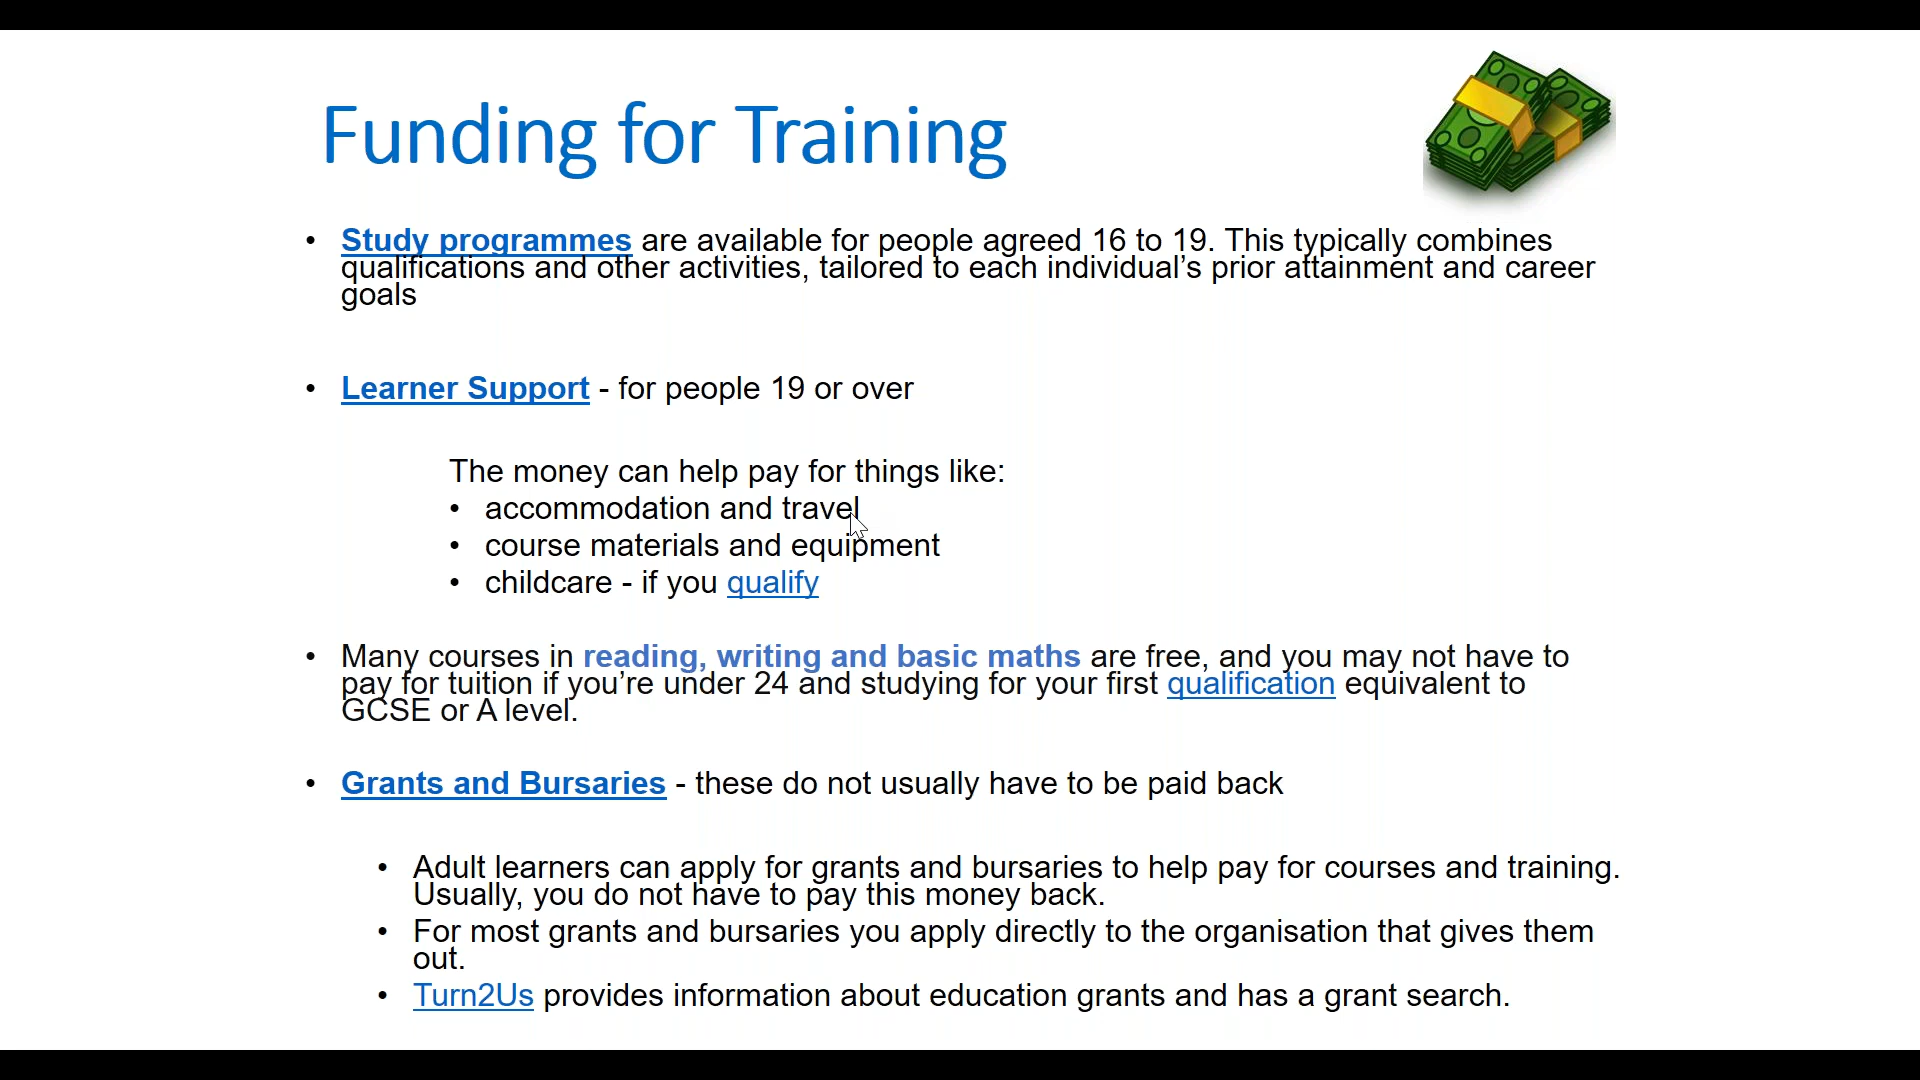 Funding for Training
• Study programmes are available for people agreed 16 to 19. This typically combines
qualifications and other activities, tailored to each individual’s prior attainment and career
goals
• Learner Support - for people 19 or over
The money can help pay for things like:
• accommodation and travel
• course materials and equipment
• childcare - if you qualify
• Many courses in reading, writing and basic maths are free, and you may not have to
pay for tuition if you’re under 24 and studying for your first qualification equivalent to
GCSE or A level.
• Grants and Bursaries - these do not usually have to be paid back
• Adult learners can apply for grants and bursaries to help pay for courses and training.
Usually, you do not have to pay this money back.
• For most grants and bursaries you apply directly to the organisation that gives them
out.
• Turn2Us provides information about education grants and has a grant search.